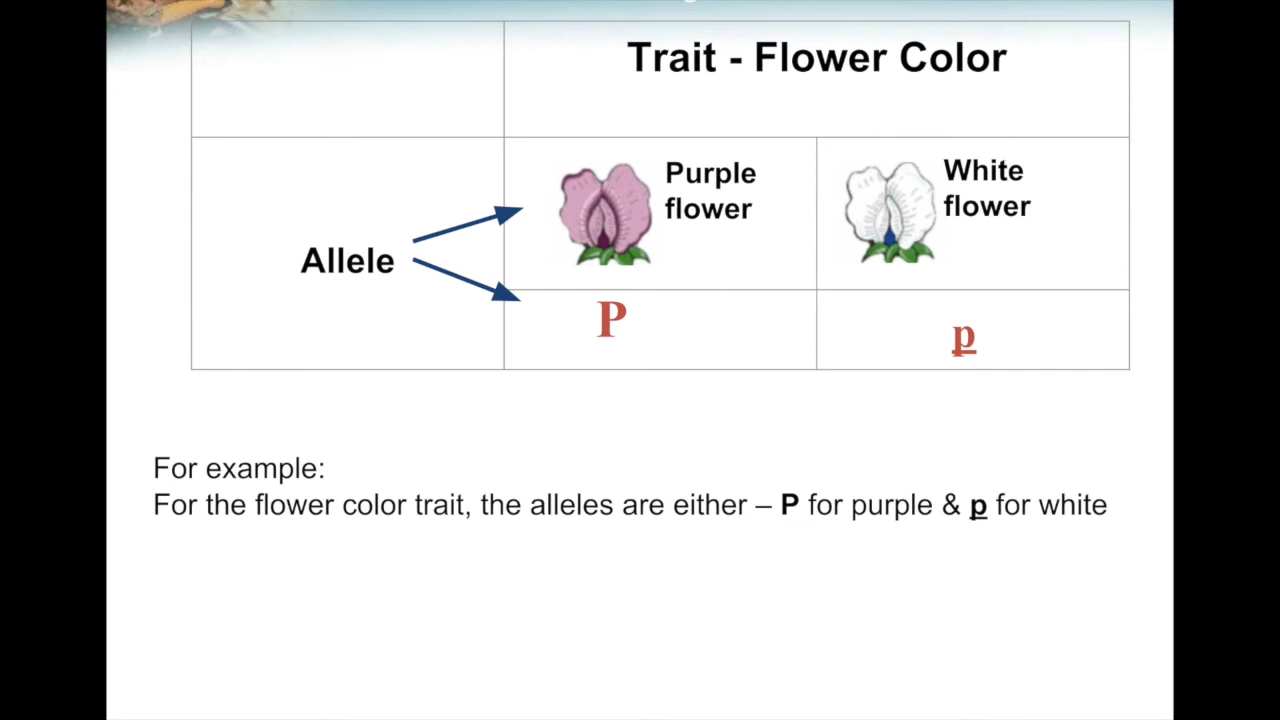 Trait - Flower Color
Purple
flower
White
flower
Allele
P
p
For example:
For the flower color trait, the alleles are either – P for purple & p for white